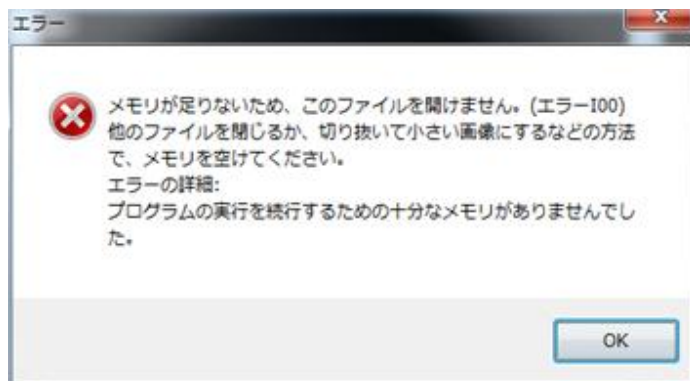 エラー
メモリが足りないため、このファイルを開けません。(エラーI00)
他のファイルを閉じるか、切り抜いて小さい画像にするなどの方法
で、メモリを空けてください。
エラーの詳細:
プログラムの実行を続行するための十分なメモリがありませんでし
た。
OK